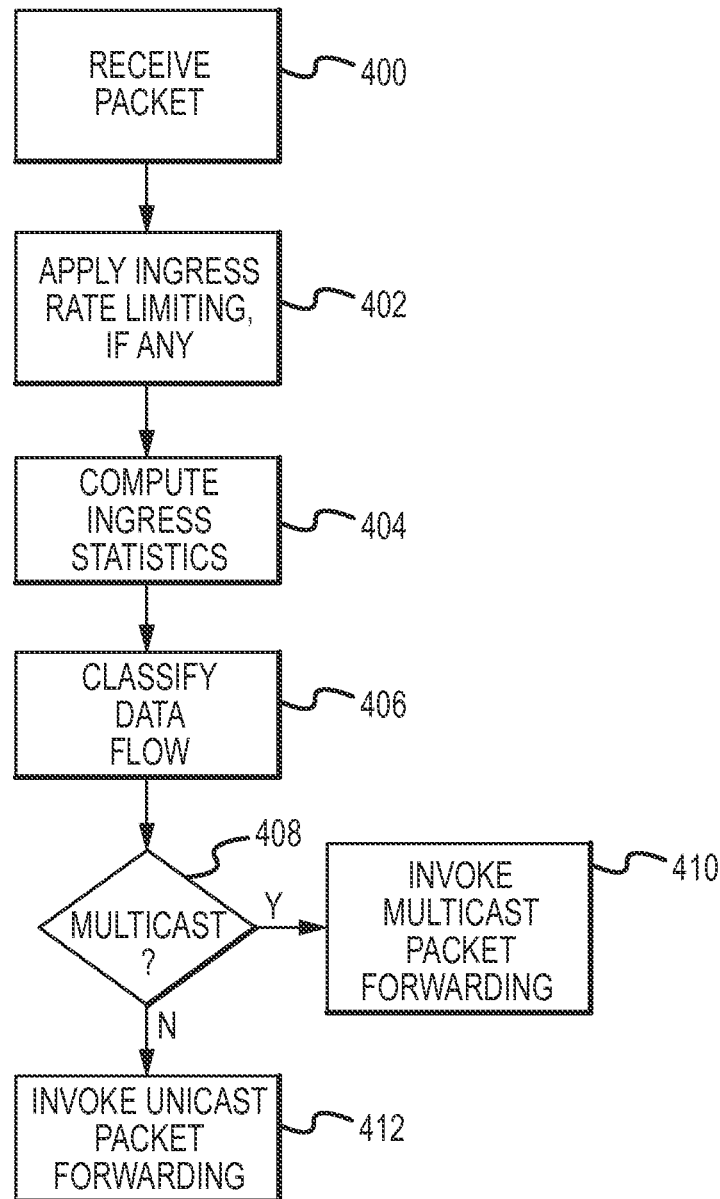 RECEIVE
PACKET
400
APPLY INGRESS
RATE LIMITING,
IF ANY
402
COMPUTE
INGRESS
STATISTICS
404
CLASSIFY
DATA
FLOW
406
408
MULTICAST
?
Y
INVOKE
MULTICAST
PACKET
FORWARDING
410
N
INVOKE UNICAST
PACKET
FORWARDING
412